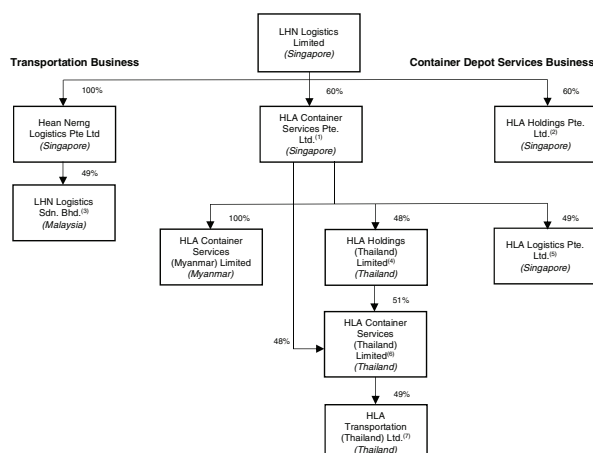 LHN Logistics
Limited
(Singapore)
Transportation Business
Container Depot Services Business
100%
60%
60%
Hean Nerng
Logistics Pte Ltd
(Singapore)
HLA Container
Services Pte.
Ltd.(1)
(Singapore)
HLA Holdings Pte.
Ltd.(2)
(Singapore)
49%
LHN Logistics
Sdn. Bhd.(3)
(Malaysia)
100%
48%
49%
HLA Container
Services
(Myanmar) Limited
(Myanmar)
HLA Holdings
(Thailand)
Limited(4)
(Thailand)
HLA Logistics Pte.
Ltd.(5)
(Singapore)
51%
48%
HLA Container
Services
(Thailand)
Limited(6)
(Thailand)
49%
HLA
Transportation
(Thailand) Ltd.(7)
(Thailand)